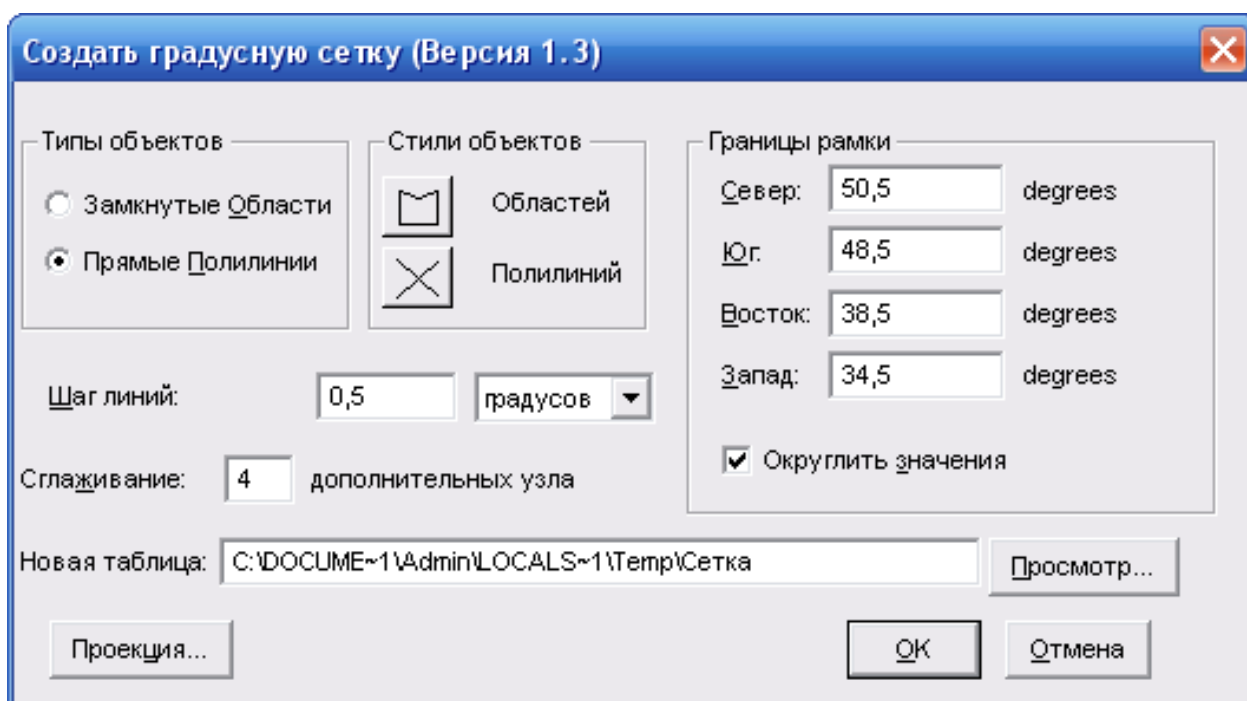 Создать градусную сетку (Версия 1.3)
Типы объектов
Замкнутые Области
Прямые Полилинии
Стили объектов
Областей
Полилиний
Границы рамки
Север: 50,5 degrees
Юг: 48,5 degrees
Восток: 38,5 degrees
Запад: 34,5 degrees
Округлить значения
Шаг линий: 0,5 градусов
Сглаживание: 4 дополнительных узла
Новая таблица: C:\DOCUME~1\Admin\LOCALS~1\Temp\Сетка Просмотр...
Проекция... OK Отмена